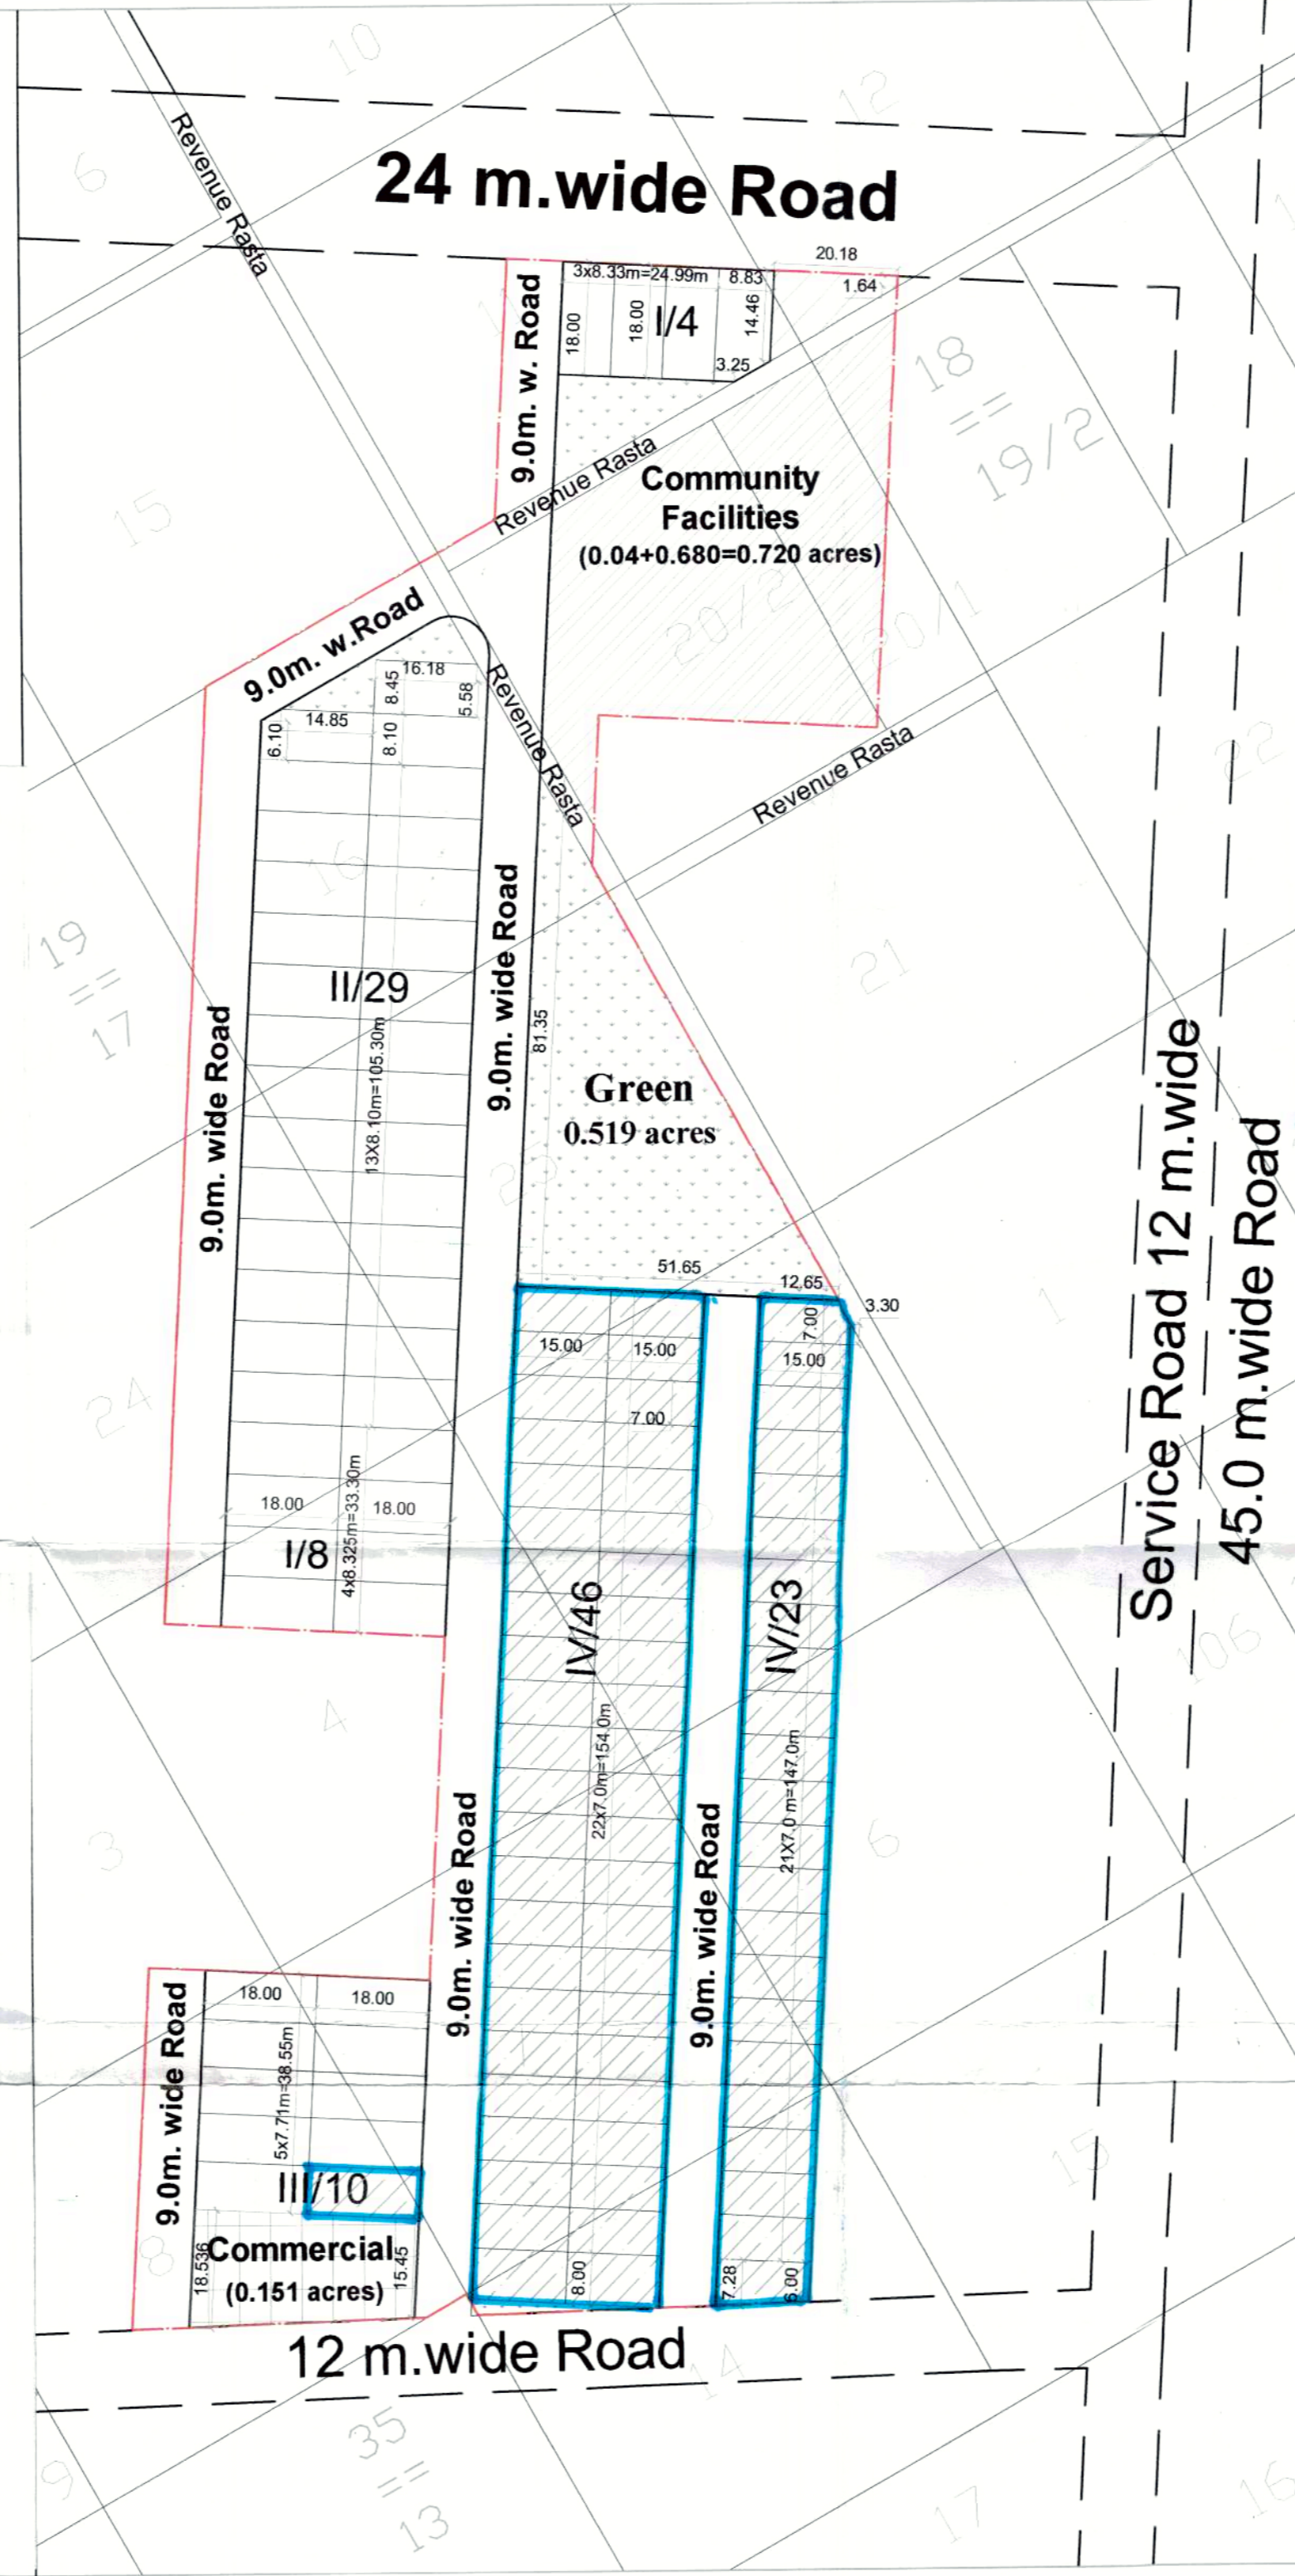 10
12
6
Revenue Rasta
24 m.wide Road
20.18
3x8.33m=24.99m
8.83
1.64
9.0m. w. Road
18.00
18.00
I/4
14.46
3.25
18
==
19/2
15
Revenue Rasta
Community
Facilities
(0.04+0.680=0.720 acres)
9.0m. w.Road
20/2
20/1
16.18
8.45
5.58
14.85
6.10
8.10
Revenue Rasta
Revenue Rasta
22
16
9.0m. wide Road
19
==
17
II/29
21
9.0m. wide Road
81.35
13X8.10m=105.30m
Green
0.519 acres
Service Road 12 m.wide
45.0 m.wide Road
51.65
12.65
3.30
1
7.00
15.00
15.00
15.00
24
7.00
18.00
18.00
4x8.325m=33.30m
I/8
IV/46
IV/23
106
4
22x7.0m=154.0m
21X7.0 m=147.0m
3
6
9.0m. wide Road
9.0m. wide Road
9.0m. wide Road
18.00
18.00
5x7.71m=38.55m
15
III/10
8
Commercial
18.536
15.45
(0.151 acres)
8.00
7.28
6.00
12 m.wide Road
14
35
==
13
9
17
16